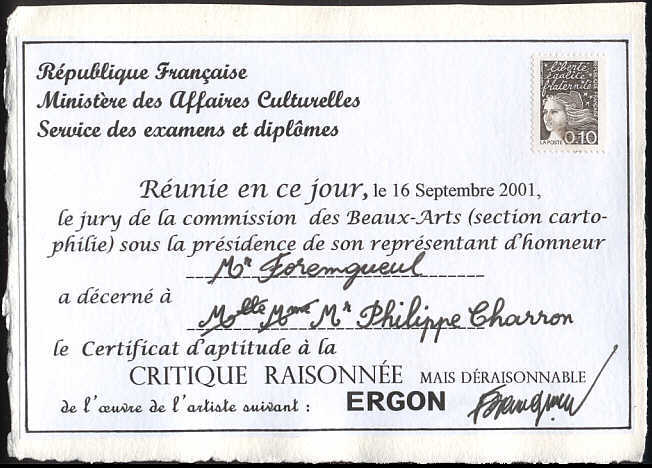 République Française
Ministère des Affaires Culturelles
Service des examens et diplômes
liberté
égalité
fraternité
LA POSTE 0,10
Réunie en ce jour, le 16 Septembre 2001,
le jury de la commission des Beaux-Arts (section carto-
philie) sous la présidence de son représentant d'honneur
Mr Foremgueul
a décerné à
Melle Mme Mr Philippe Charron
le Certificat d'aptitude à la
CRITIQUE RAISONNÉE MAIS DÉRAISONNABLE
de l'œuvre de l'artiste suivant : ERGON